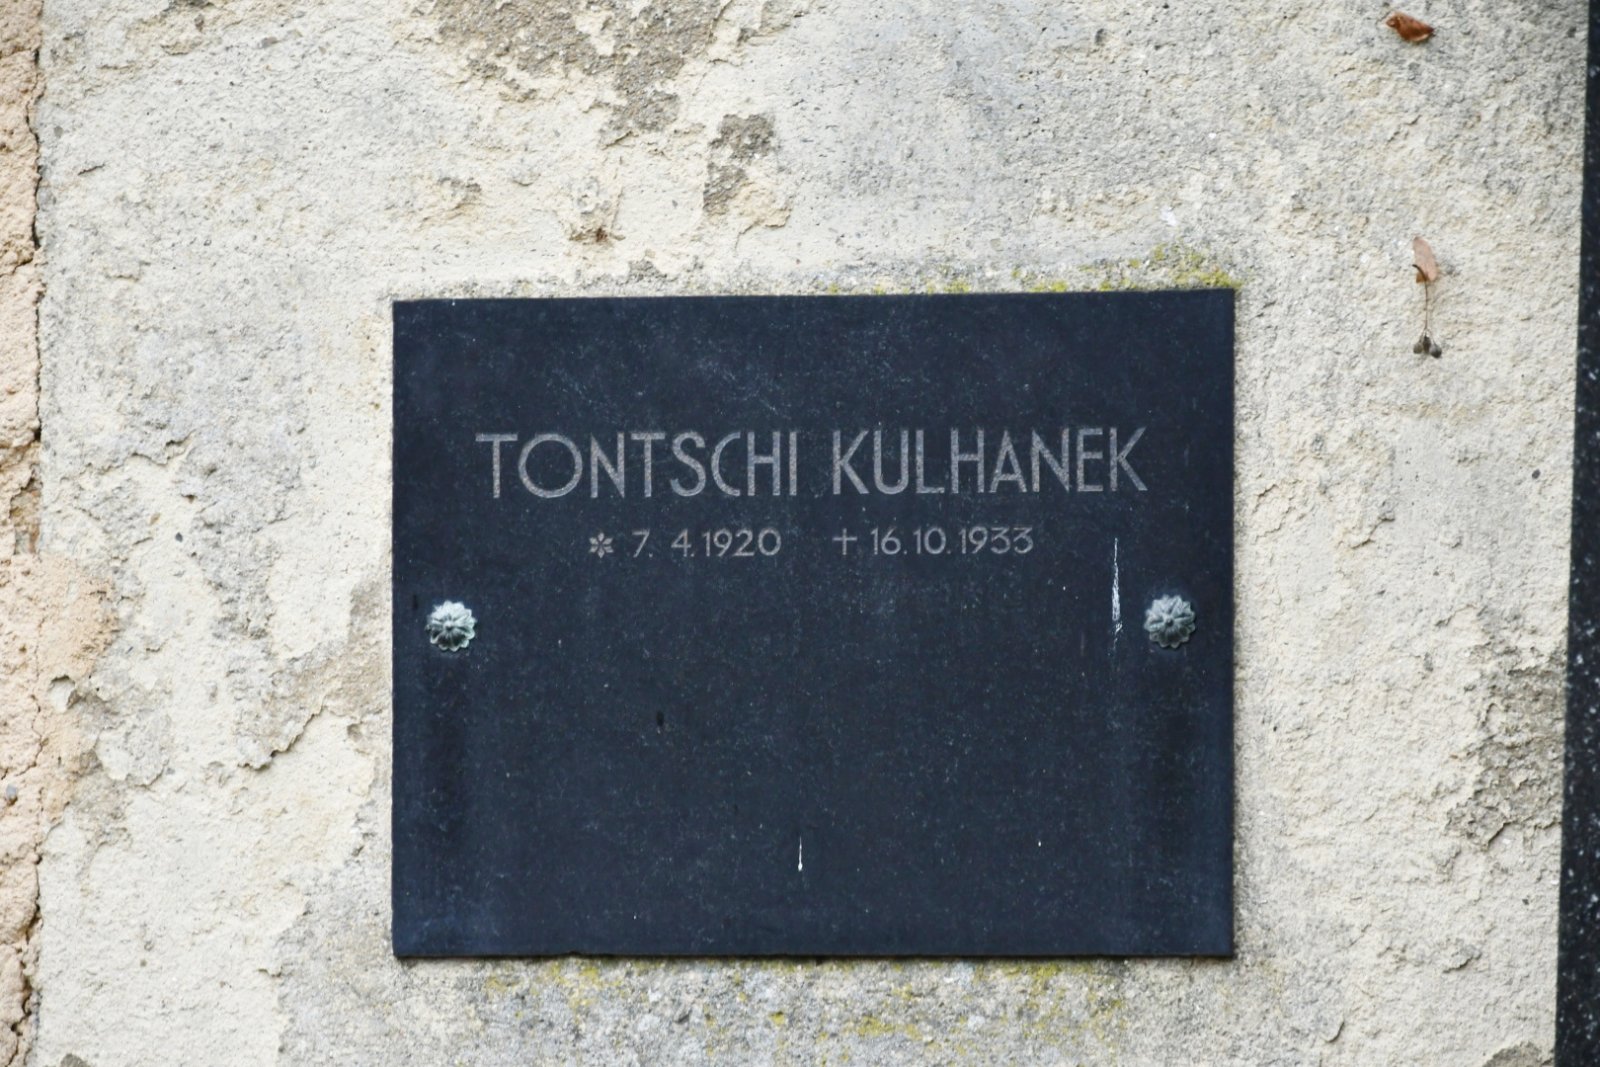 TONTSCHI KULHANEK
* 7. 4. 1920 + 16. 10. 1933